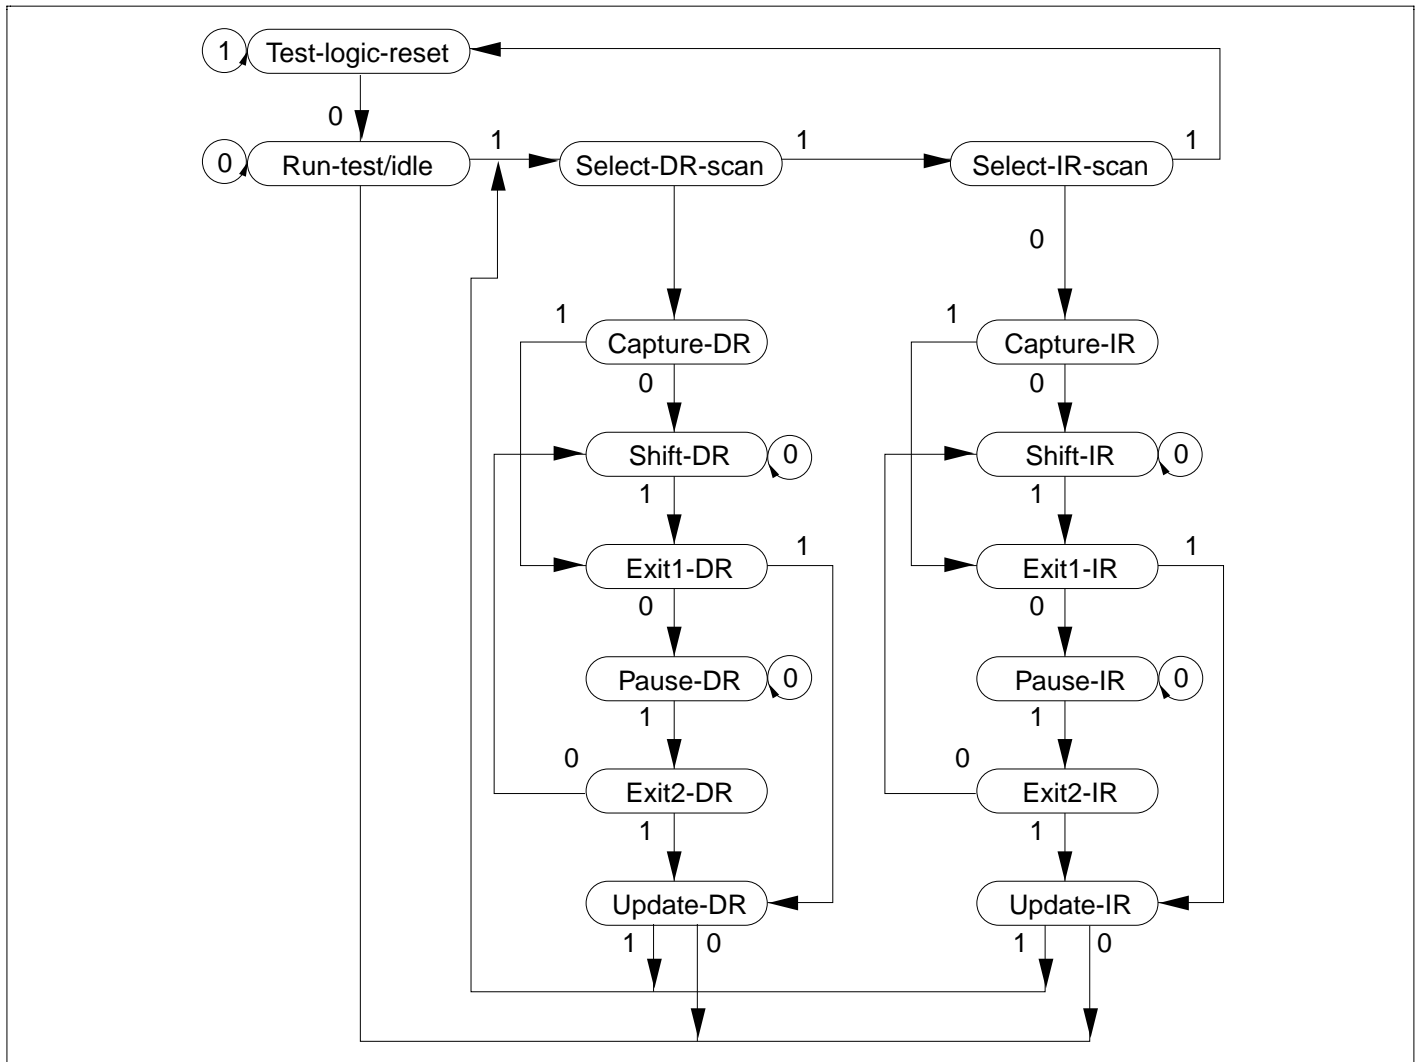 1 Test-logic-reset
0
0 Run-test/idle 1 Select-DR-scan 1 Select-IR-scan 1
0
1 1
Capture-DR Capture-IR
0 0
Shift-DR 0 Shift-IR 0
1 1
Exit1-DR 1 Exit1-IR 1
0 0
Pause-DR 0 Pause-IR 0
1 1
0 0
Exit2-DR Exit2-IR
1 1
Update-DR Update-IR
1 0 1 0